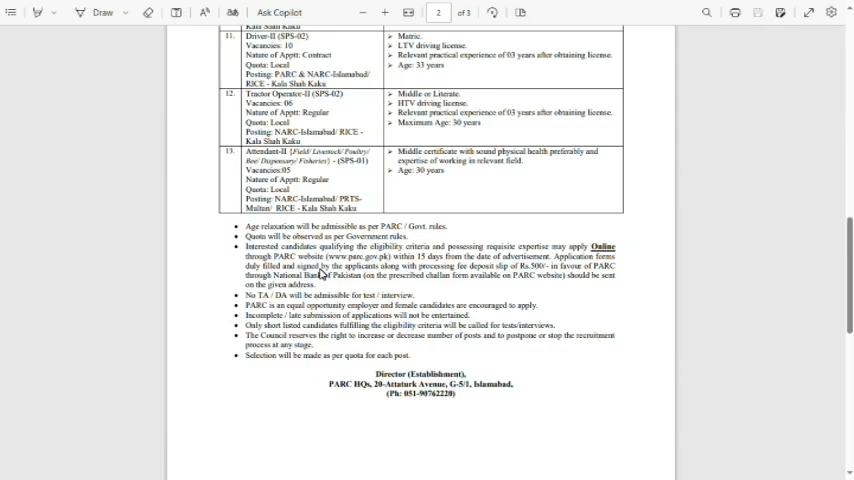 Draw
Ask Copilot
2 of 3
Kala Shah Kaku
11. Driver-II (SPS-02)
Vacancies: 10
Nature of Apptt: Contract
Quota: Local
Posting: PARC & NARC-Islamabad/
RICE - Kala Shah Kaku
➢ Matric.
➢ LTV driving license.
➢ Relevant practical experience of 03 years after obtaining license.
➢ Age: 33 years
12. Tractor Operator-II (SPS-02)
Vacancies: 06
Nature of Apptt: Regular
Quota: Local
Posting: NARC-Islamabad/ RICE -
Kala Shah Kaku
➢ Middle or Literate.
➢ HTV driving license.
➢ Relevant practical experience of 03 years after obtaining license.
➢ Maximum Age: 30 years
13. Attendant-II {Field/ Livestock/ Poultry/
Bee/ Dispensary/ Fisheries} - (SPS-01)
Vacancies:05
Nature of Apptt: Regular
Quota: Local
Posting: NARC-Islamabad/ PRTS-
Multan/ RICE - Kala Shah Kaku
➢ Middle certificate with sound physical health preferably and
expertise of working in relevant field.
➢ Age: 30 years
• Age relaxation will be admissible as per PARC / Govt. rules.
• Quota will be observed as per Government rules.
• Interested candidates qualifying the eligibility criteria and possessing requisite expertise may apply Online
through PARC website (www.parc.gov.pk) within 15 days from the date of advertisement. Application forms
duly filled and signed by the applicants along with processing fee deposit slip of Rs.500/- in favour of PARC
through National Bank of Pakistan (on the prescribed challan form available on PARC website) should be sent
on the given address.
• No TA / DA will be admissible for test / interview.
• PARC is an equal opportunity employer and female candidates are encouraged to apply.
• Incomplete / late submission of applications will not be entertained.
• Only short listed candidates fulfilling the eligibility criteria will be called for tests/interviews.
• The Council reserves the right to increase or decrease number of posts and to postpone or stop the recruitment
process at any stage.
• Selection will be made as per quota for each post.
Director (Establishment),
PARC HQs, 20-Attaturk Avenue, G-5/1, Islamabad,
(Ph: 051-90762220)